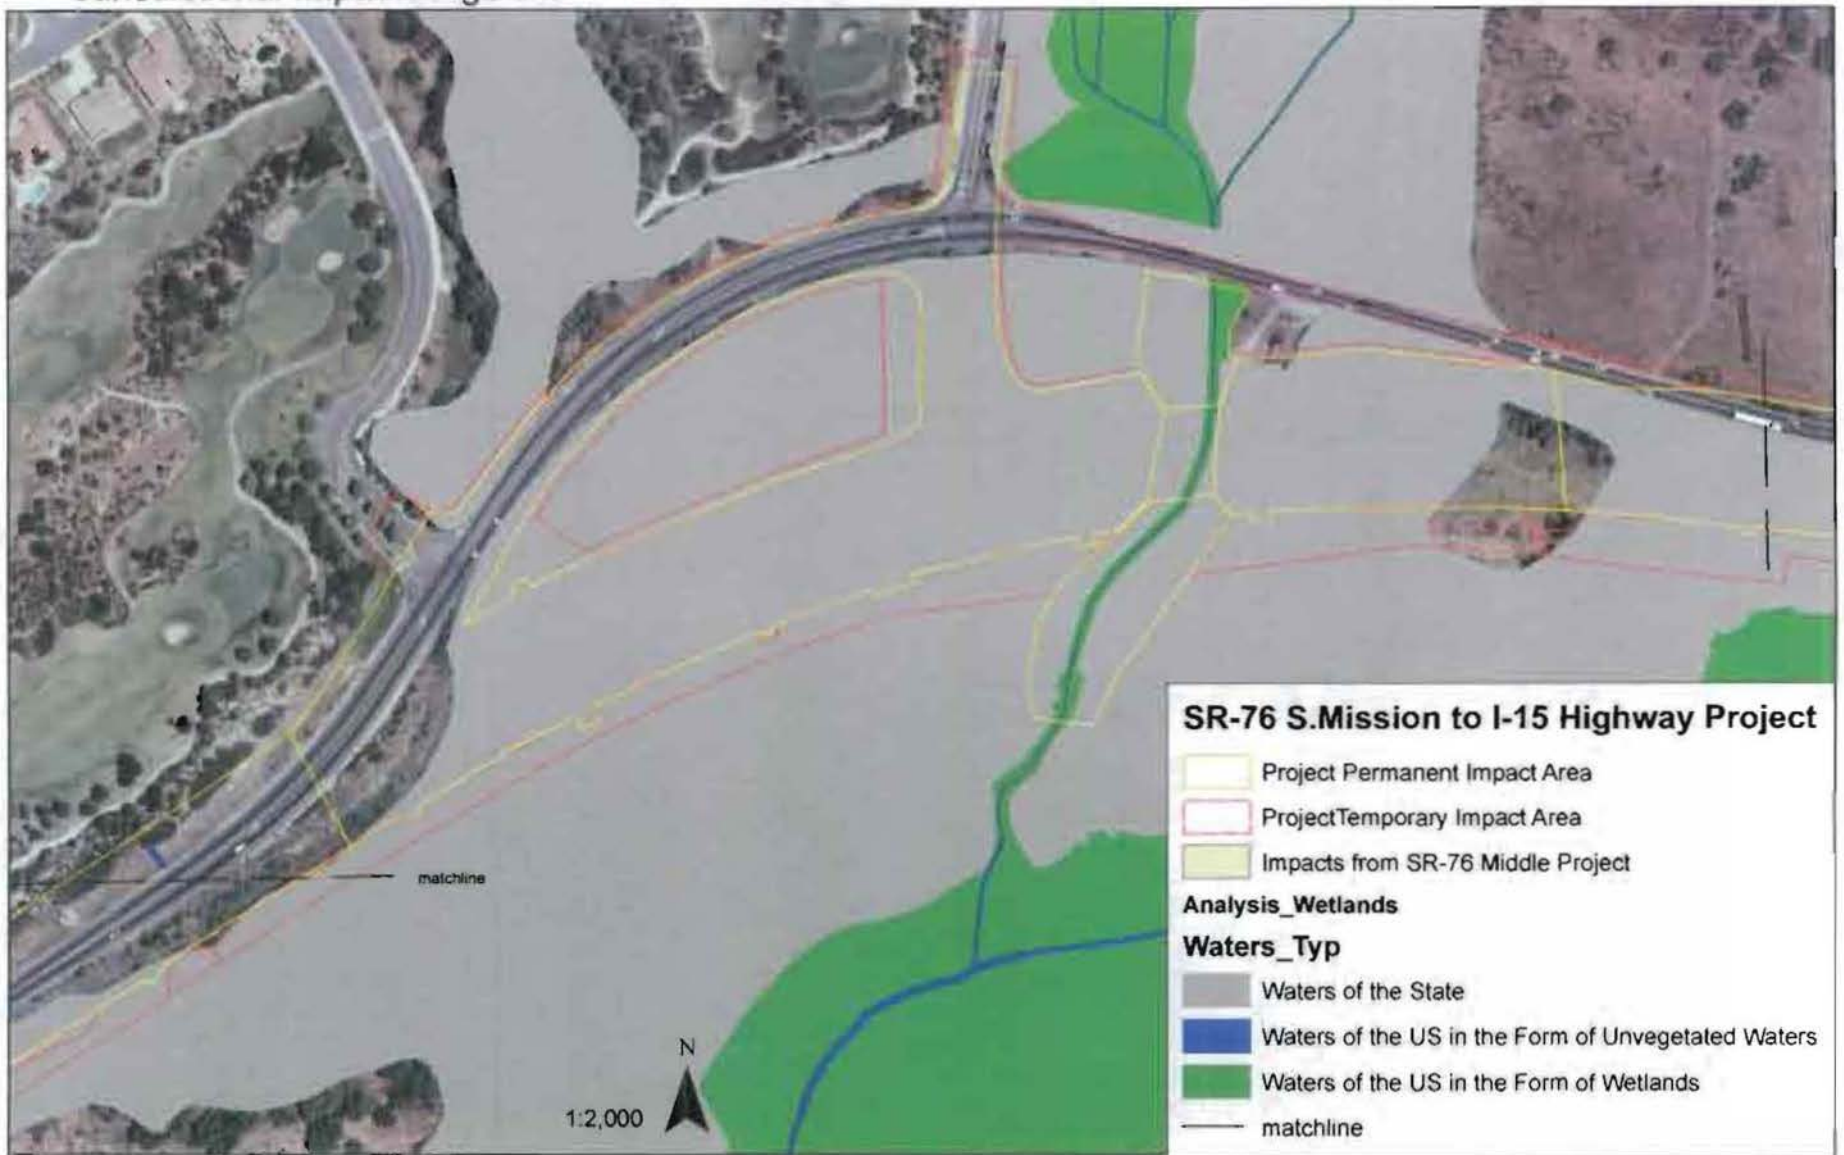 matchline
N
1:2,000
SR-76 S.Mission to I-15 Highway Project
Project Permanent Impact Area
ProjectTemporary Impact Area
Impacts from SR-76 Middle Project
Analysis_Wetlands
Waters_Typ
Waters of the State
Waters of the US in the Form of Unvegetated Waters
Waters of the US in the Form of Wetlands
matchline